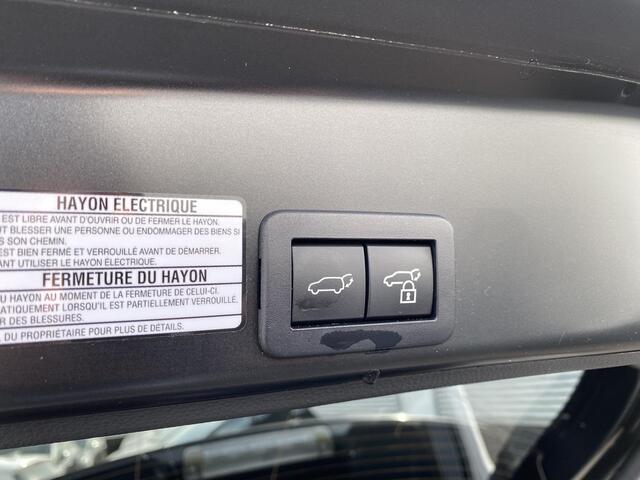 HAYON ELECTRIQUE
EST LIBRE AVANT D'OUVRIR OU DE FERMER LE HAYON.
UT BLESSER UNE PERSONNE OU ENDOMMAGER DES BIENS SI
S SON CHEMIN.
EST BIEN FERMÉ ET VERROUILLÉ AVANT DE DÉMARRER.
ANT UTILISER LE HAYON ÉLECTRIQUE.
FERMETURE DU HAYON
DU HAYON AU MOMENT DE LA FERMETURE DE CELUI-CI.
ATIQUEMENT LORSQU'IL EST PARTIELLEMENT VERROUILLÉ.
R DES BLESSURES.
L DU PROPRIÉTAIRE POUR PLUS DE DÉTAILS.